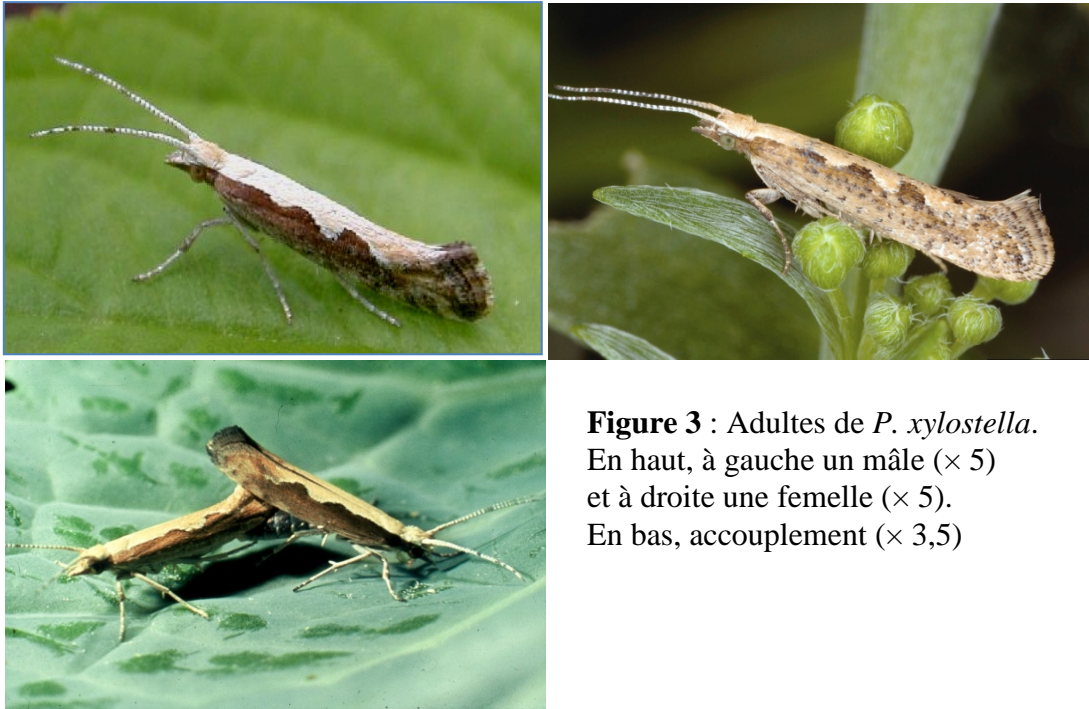 Figure 3 : Adultes de P. xylostella.
En haut, à gauche un mâle (× 5)
et à droite une femelle (× 5).
En bas, accouplement (× 3,5)